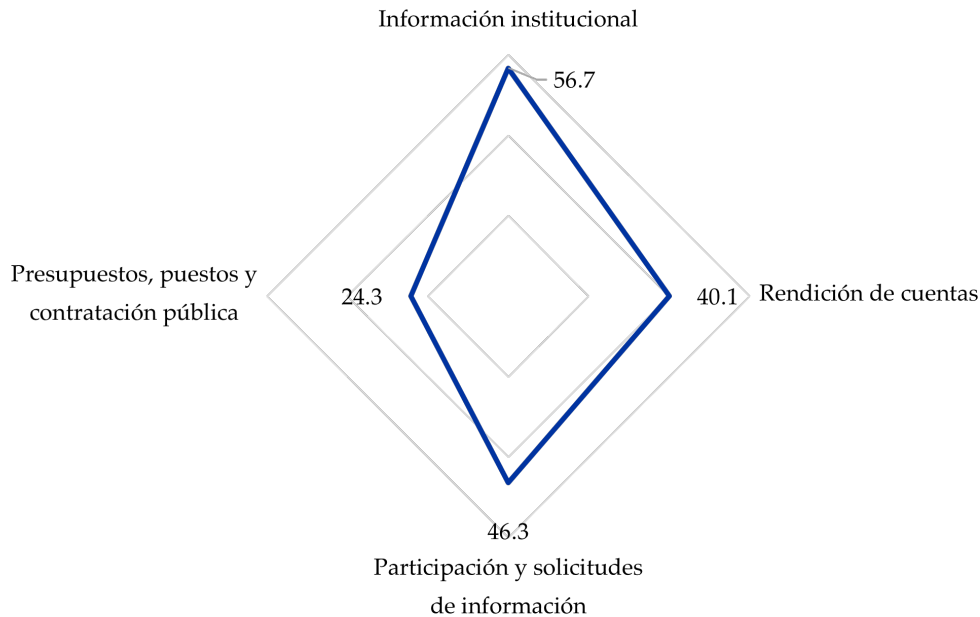 Información institucional
56.7
Presupuestos, puestos y
contratación pública
24.3
40.1
Rendición de cuentas
46.3
Participación y solicitudes
de información